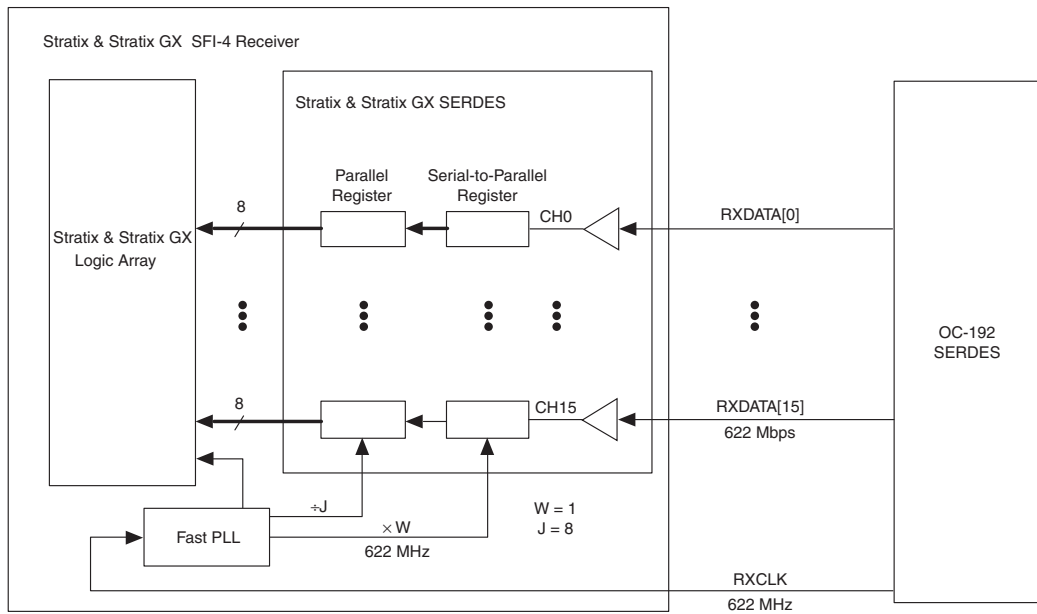 Stratix & Stratix GX SFI-4 Receiver
Stratix & Stratix GX SERDES
Parallel
Register
Serial-to-Parallel
Register
8
CH0
RXDATA[0]
Stratix & Stratix GX
Logic Array
OC-192
SERDES
8
CH15
RXDATA[15]
622 Mbps
÷J
W = 1
J = 8
Fast PLL
× W
622 MHz
RXCLK
622 MHz